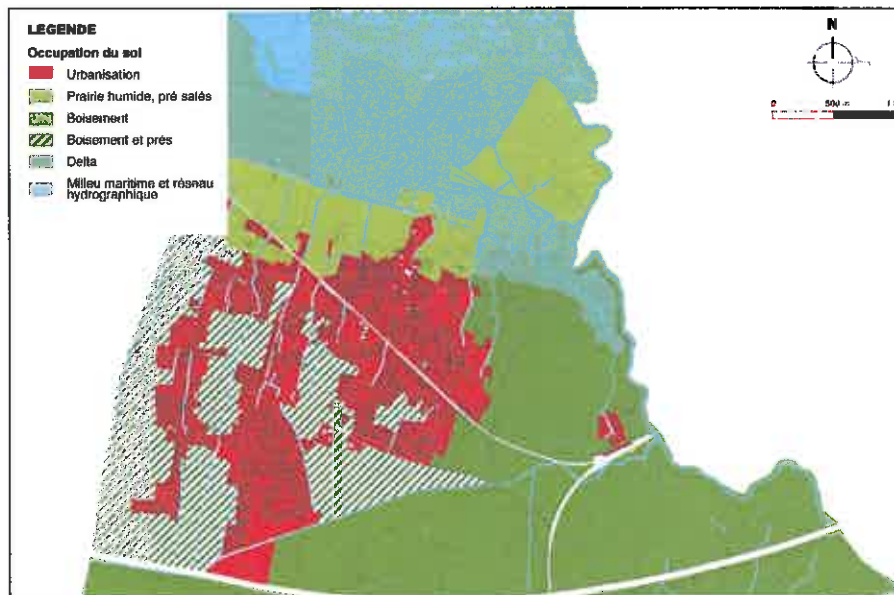 LEGENDE
Occupation du sol
Urbanisation
Prairie humide, pré salés
Boisement
Boisement et prés
Delta
Milieu maritime et réseau
hydrographique
N
0 500 m